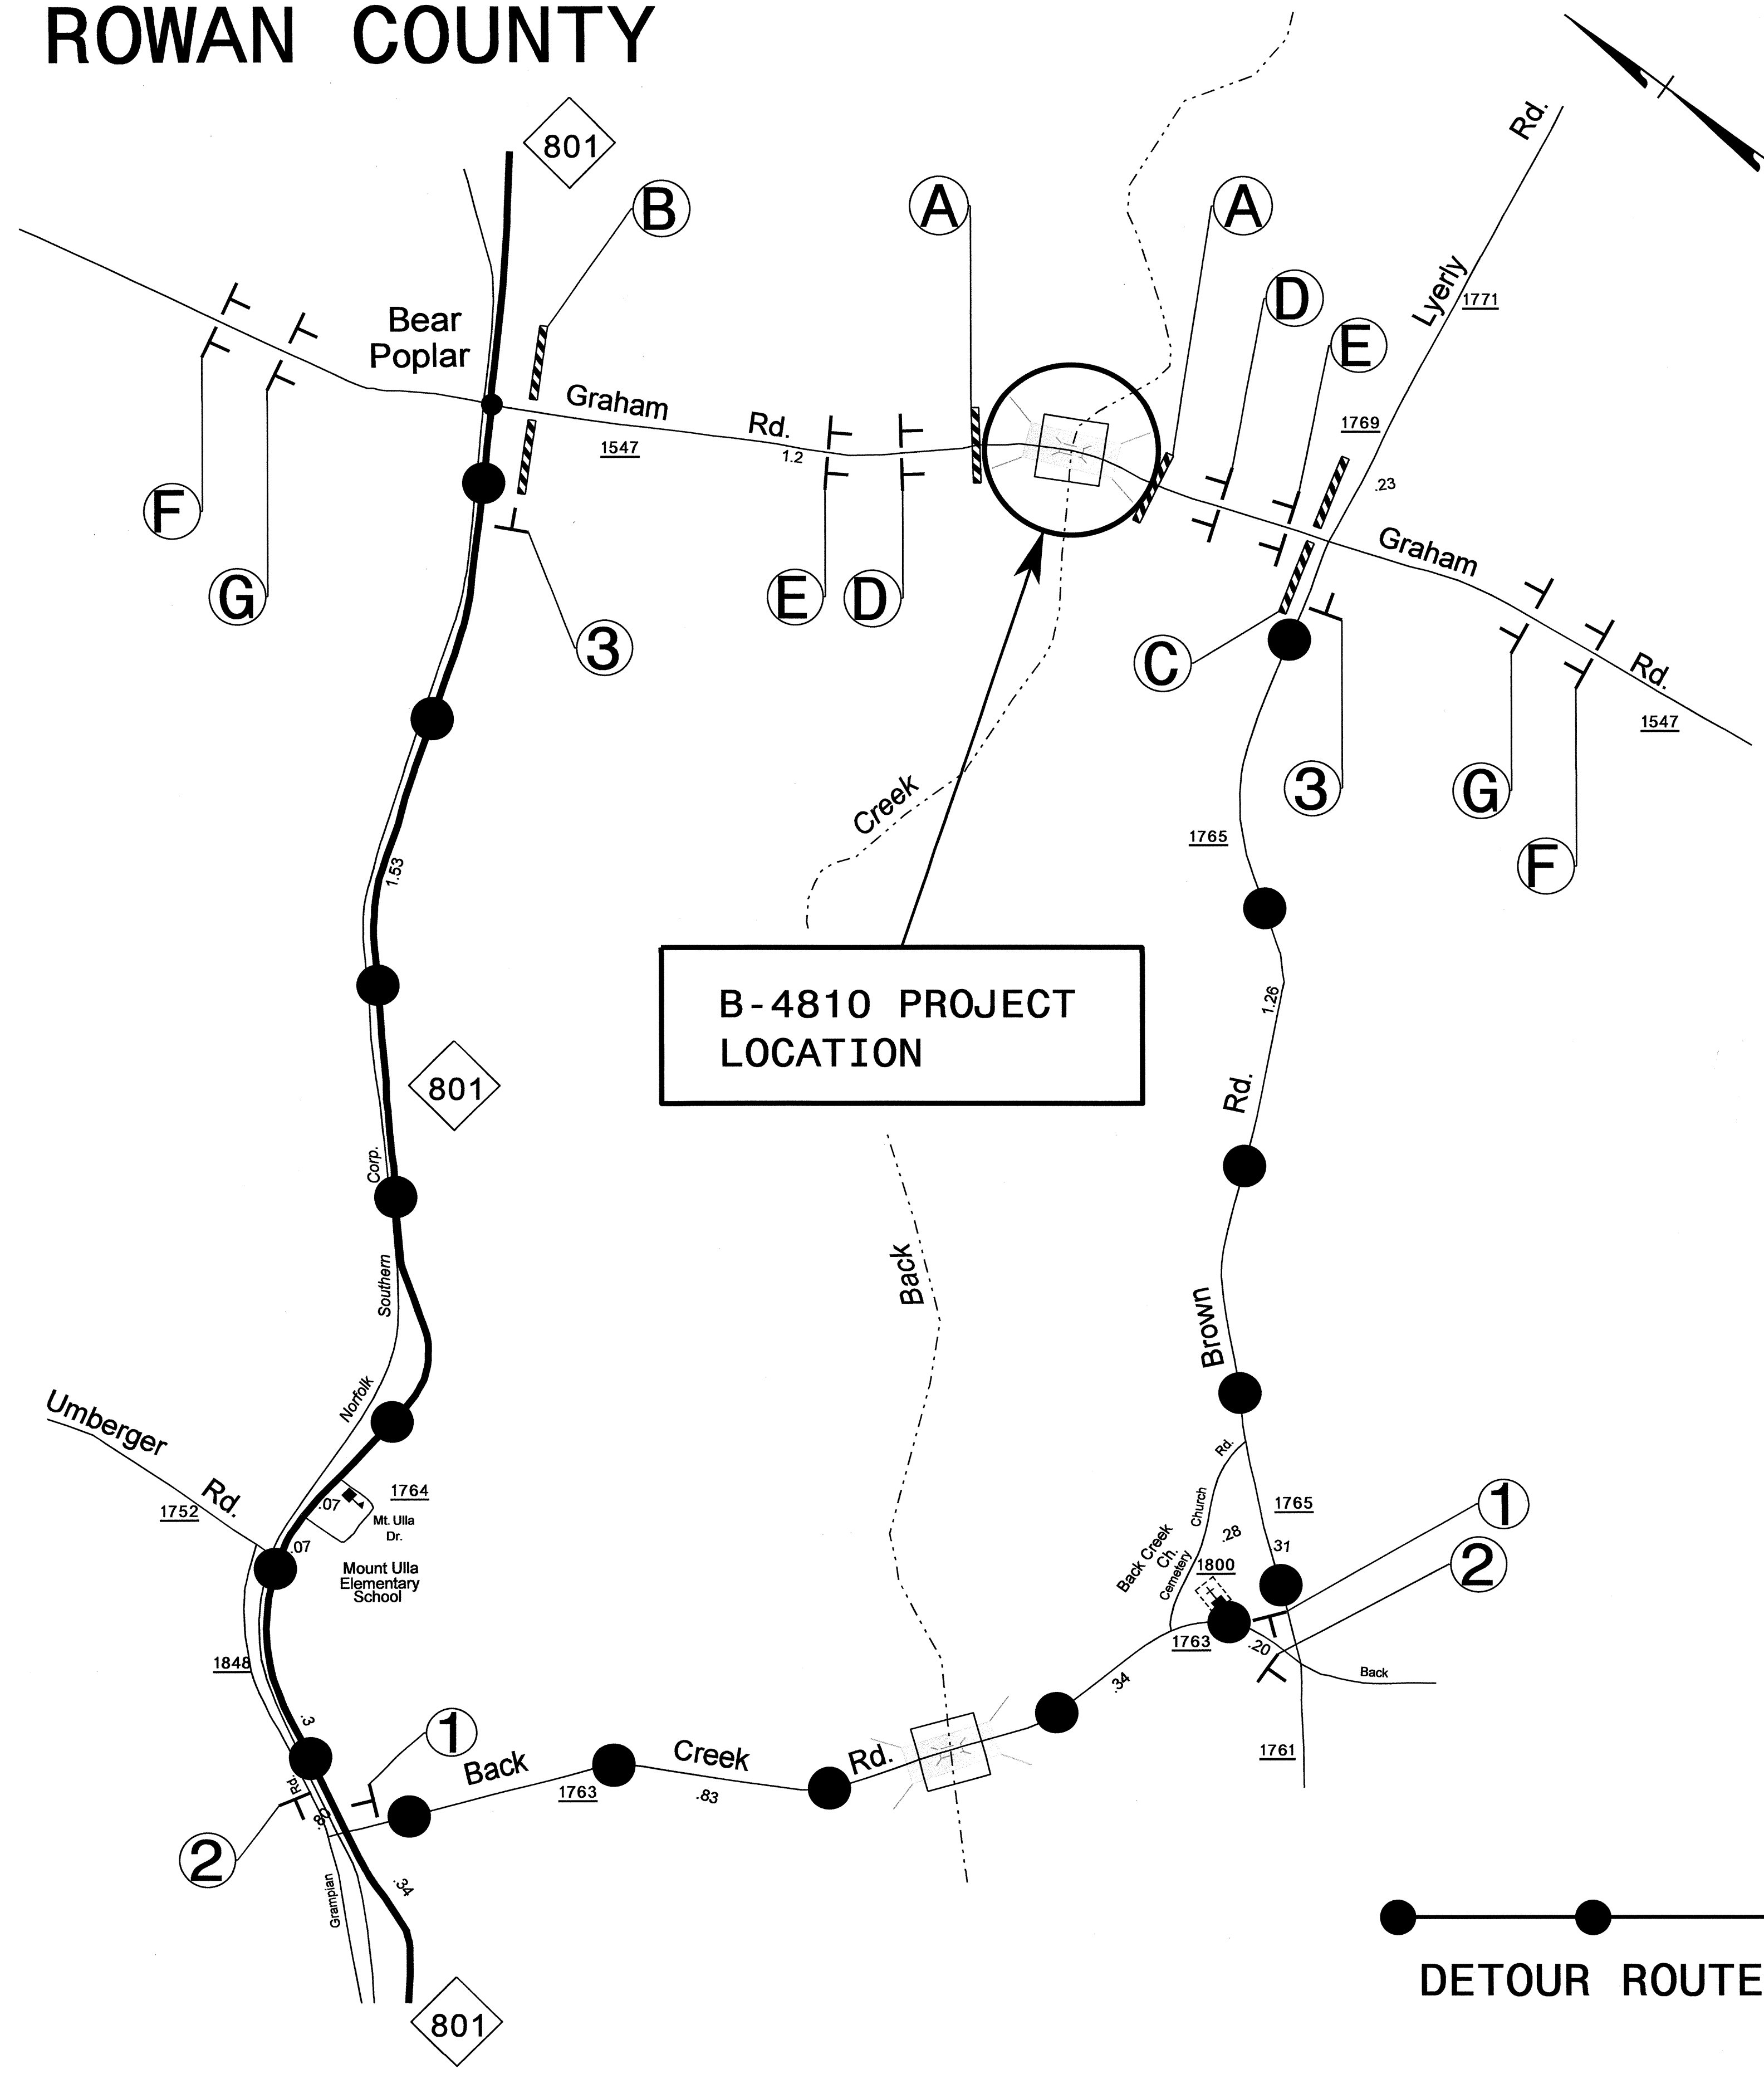 ROWAN COUNTY
801
B
A
A
Rd.
D
Lyerly
1771
E
Bear
Poplar
Graham
Rd.
1547
1.2
1769
.23
F
G
E
D
Graham
3
C
Rd.
1547
3
G
F
Creek
1765
1.53
B-4810 PROJECT
LOCATION
1.26
801
Rd.
Corp.
Back
Southern
Brown
Norfolk
Umberger
Rd.
1752
1764
.07
Mt. Ulla
Dr.
.07
Mount Ulla
Elementary
School
Rd.
Church
.28
1765
.31
1
2
Back Creek
Ch.
Cemetery
1800
1848
1763
.20
Back
.34
1761
.3
1
Rd.
.80
2
Back
1763
Creek
.83
Rd.
Grampian
.34
801
DETOUR ROUTE